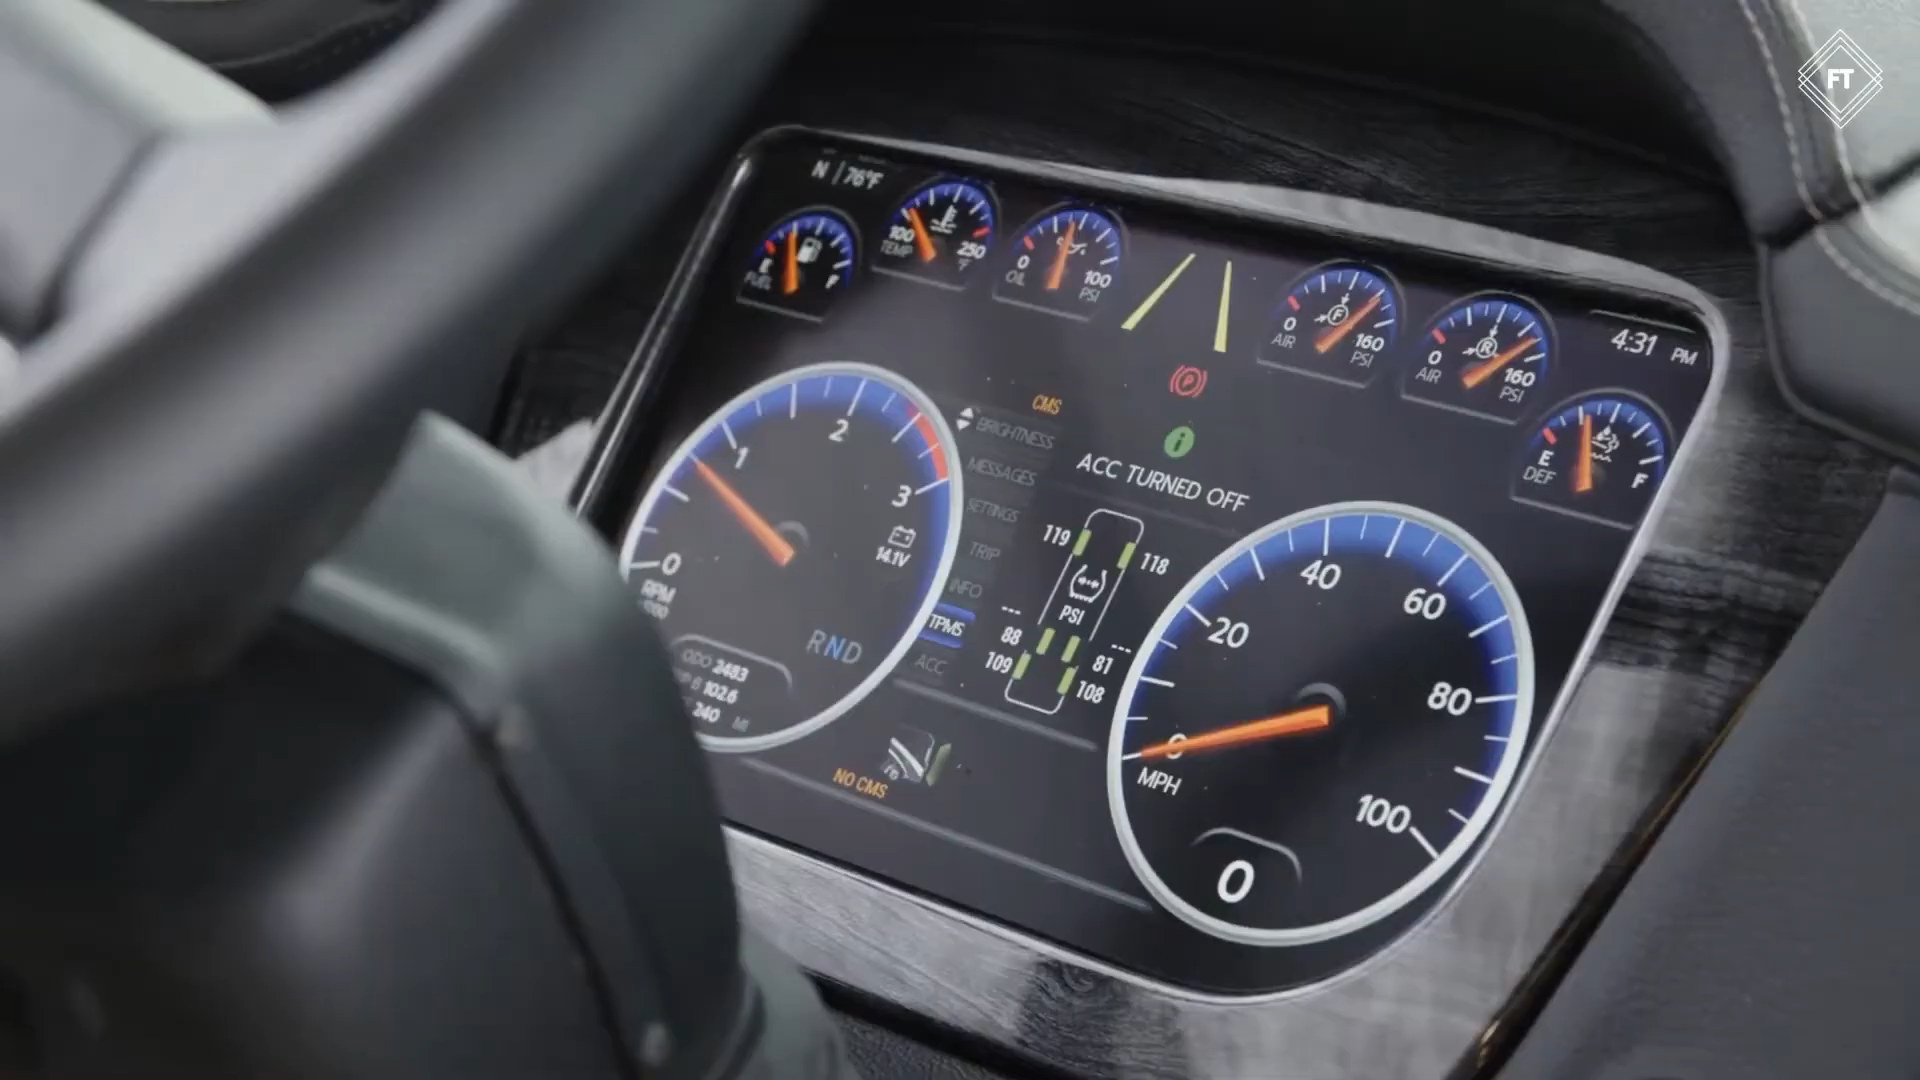 FT
N | 76°F
E F
FUEL
100 250
TEMP °F
0 100
OIL PSI
F
0 160
AIR PSI
R
0 160
AIR PSI
4:31 PM
E F
DEF
P
i
CMS
BRIGHTNESS
MESSAGES
SETTINGS
TRIP
INFO
TPMS
ACC
ACC TURNED OFF
119 118
PSI
--- ---
88 81
109 108
0 1 2 3
RPM
14.1V
RND
ODO 2483
B 102.6
240 MI
NO CMS
0 20 40 60 80 100
MPH
0